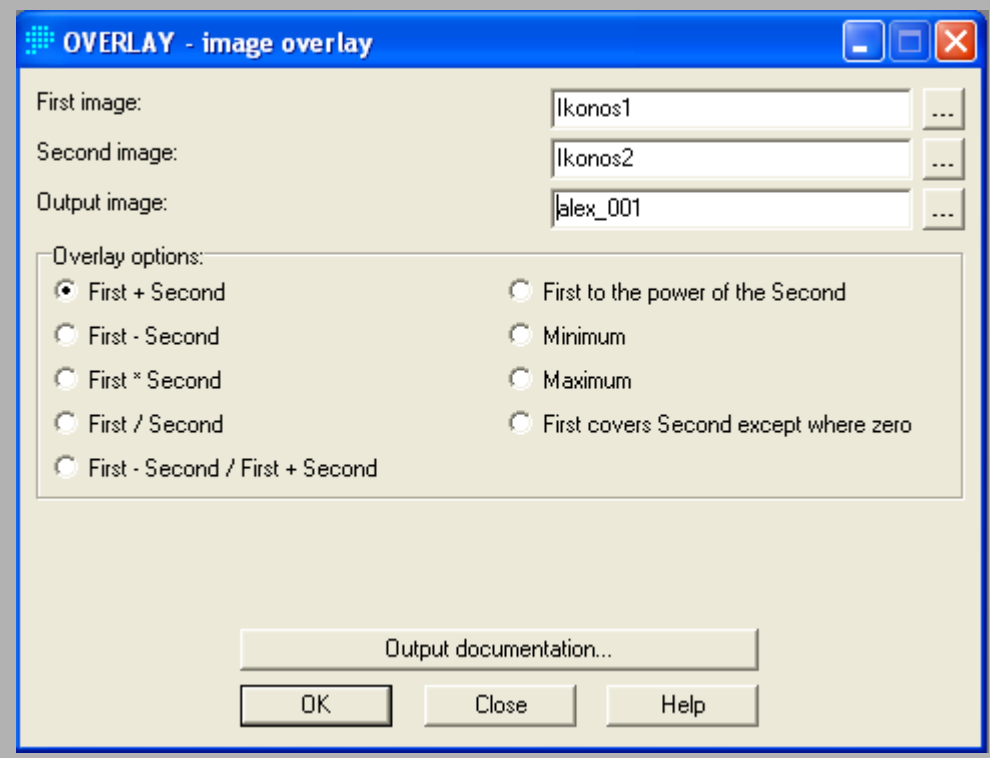 OVERLAY - image overlay
First image:
Ikonos1
...
Second image:
Ikonos2
...
Output image:
alex_001
...
Overlay options:
First + Second
First to the power of the Second
First - Second
Minimum
First * Second
Maximum
First / Second
First covers Second except where zero
First - Second / First + Second
Output documentation...
OK
Close
Help